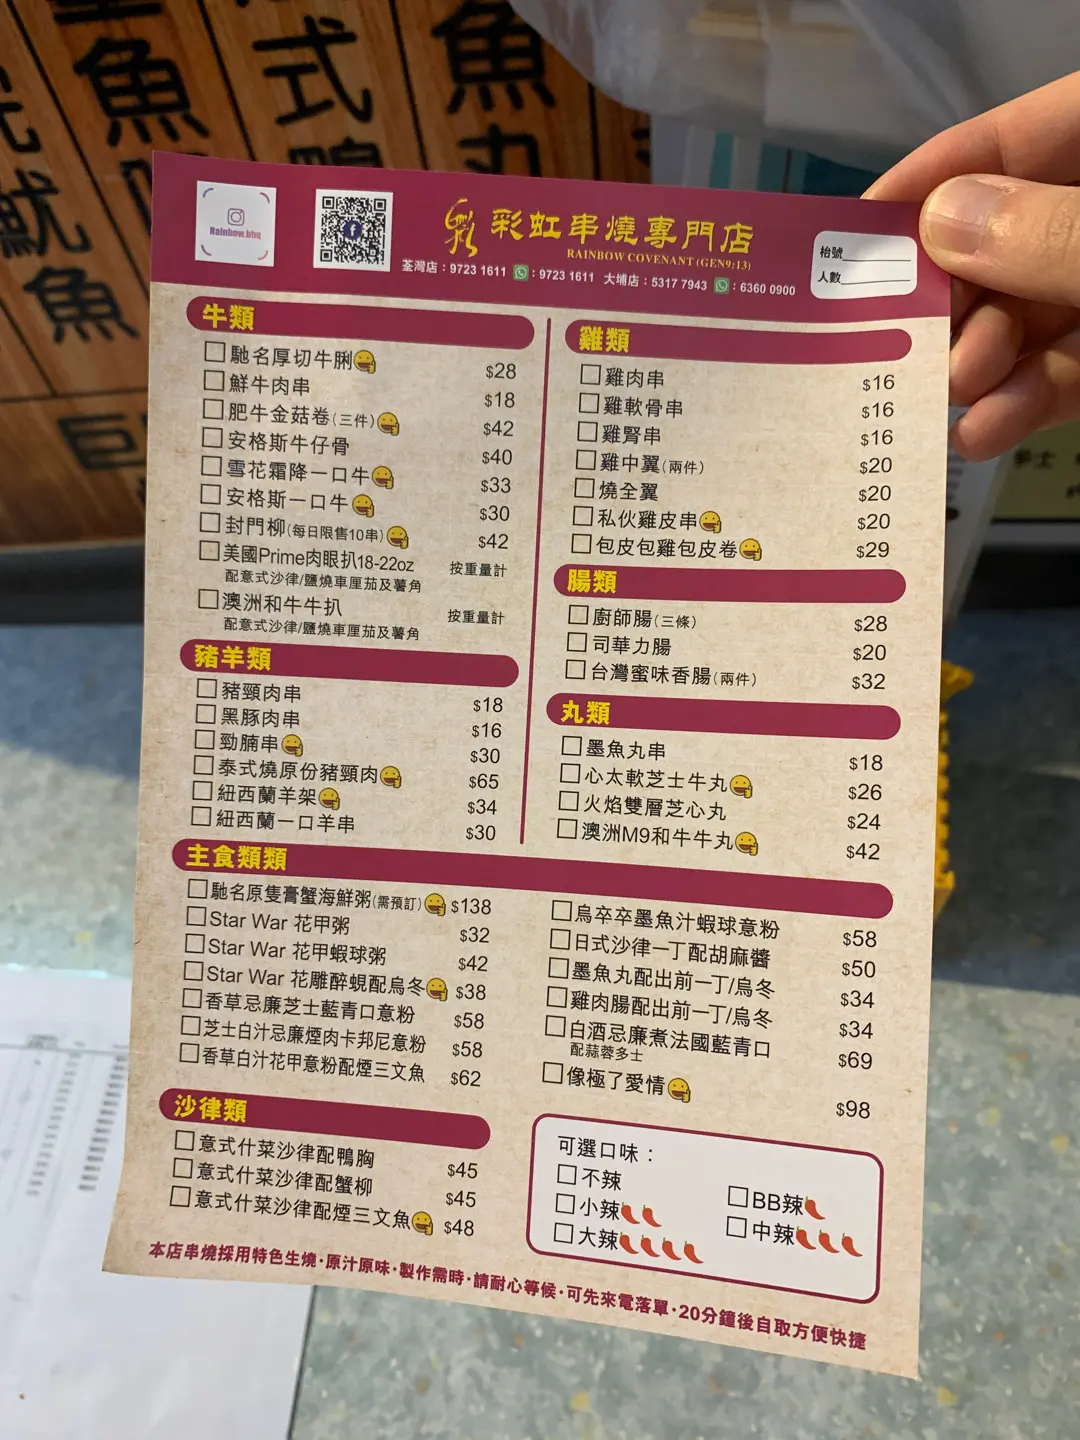 Rainbow.bbq
彩虹串燒專門店
RAINBOW COVENANT (GEN9:13)
荃灣店：9723 1611 ：9723 1611 大埔店：5317 7943 ：6360 0900
枱號
人數
牛類
馳名厚切牛脷 $28
鮮牛肉串 $18
肥牛金菇卷(三件) $42
安格斯牛仔骨 $40
雪花霜降一口牛 $33
安格斯一口牛 $30
封門柳(每日限售10串) $42
美國Prime肉眼扒18-22oz 按重量計
配意式沙律/鹽燒車厘茄及薯角
澳洲和牛牛扒 按重量計
配意式沙律/鹽燒車厘茄及薯角
豬羊類
豬頸肉串 $18
黑豚肉串 $16
勁腩串 $30
泰式燒原份豬頸肉 $65
紐西蘭羊架 $34
紐西蘭一口羊串 $30
雞類
雞肉串 $16
雞軟骨串 $16
雞腎串 $16
雞中翼(兩件) $20
燒全翼 $20
私伙雞皮串 $20
包皮包雞包皮卷 $29
腸類
廚師腸(三條) $28
司華力腸 $20
台灣蜜味香腸(兩件) $32
丸類
墨魚丸串 $18
心太軟芝士牛丸 $26
火焰雙層芝心丸 $24
澳洲M9和牛牛丸 $42
主食類類
馳名原隻膏蟹海鮮粥(需預訂) $138
Star War 花甲粥 $32
Star War 花甲蝦球粥 $42
Star War 花雕醉蜆配烏冬 $38
香草忌廉芝士藍青口意粉 $58
芝士白汁忌廉煙肉卡邦尼意粉 $58
香草白汁花甲意粉配煙三文魚 $62
烏卒卒墨魚汁蝦球意粉 $58
日式沙律一丁配胡麻醬 $50
墨魚丸配出前一丁/烏冬 $34
雞肉腸配出前一丁/烏冬 $34
白酒忌廉煮法國藍青口 $69
配蒜蓉多士
像極了愛情 $98
沙律類
意式什菜沙律配鴨胸 $45
意式什菜沙律配蟹柳 $45
意式什菜沙律配煙三文魚 $48
可選口味：
不辣
BB辣
小辣
中辣
大辣
本店串燒採用特色生燒·原汁原味·製作需時·請耐心等候·可先來電落單·20分鐘後自取方便快捷